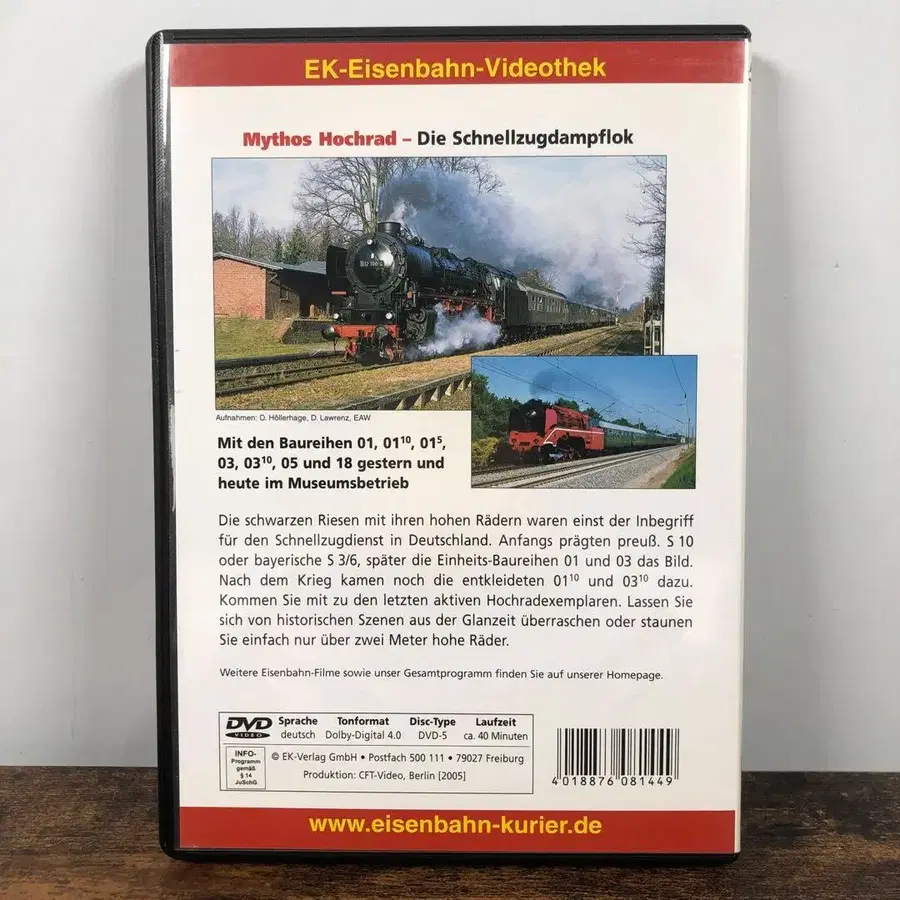 EK-Eisenbahn-Videothek
Mythos Hochrad – Die Schnellzugdampflok
Aufnahmen: D. Höllerhage, D. Lawrenz, EAW
Mit den Baureihen 01, 01¹⁰, 01⁵,
03, 03¹⁰, 05 und 18 gestern und
heute im Museumsbetrieb
Die schwarzen Riesen mit ihren hohen Rädern waren einst der Inbegriff
für den Schnellzugdienst in Deutschland. Anfangs prägten preuß. S 10
oder bayerische S 3/6, später die Einheits-Baureihen 01 und 03 das Bild.
Nach dem Krieg kamen noch die entkleideten 01¹⁰ und 03¹⁰ dazu.
Kommen Sie mit zu den letzten aktiven Hochradexemplaren. Lassen Sie
sich von historischen Szenen aus der Glanzzeit überraschen oder staunen
Sie einfach nur über zwei Meter hohe Räder.
Weitere Eisenbahn-Filme sowie unser Gesamtprogramm finden Sie auf unserer Homepage.
DVD Sprache Tonformat Disc-Type Laufzeit
VIDEO deutsch Dolby-Digital 4.0 DVD-5 ca. 40 Minuten
INFO-
Programm
gemäß
§ 14
JuSchG
© EK-Verlag GmbH • Postfach 500 111 • 79027 Freiburg
Produktion: CFT-Video, Berlin [2005]
4 018876 081449
www.eisenbahn-kurier.de